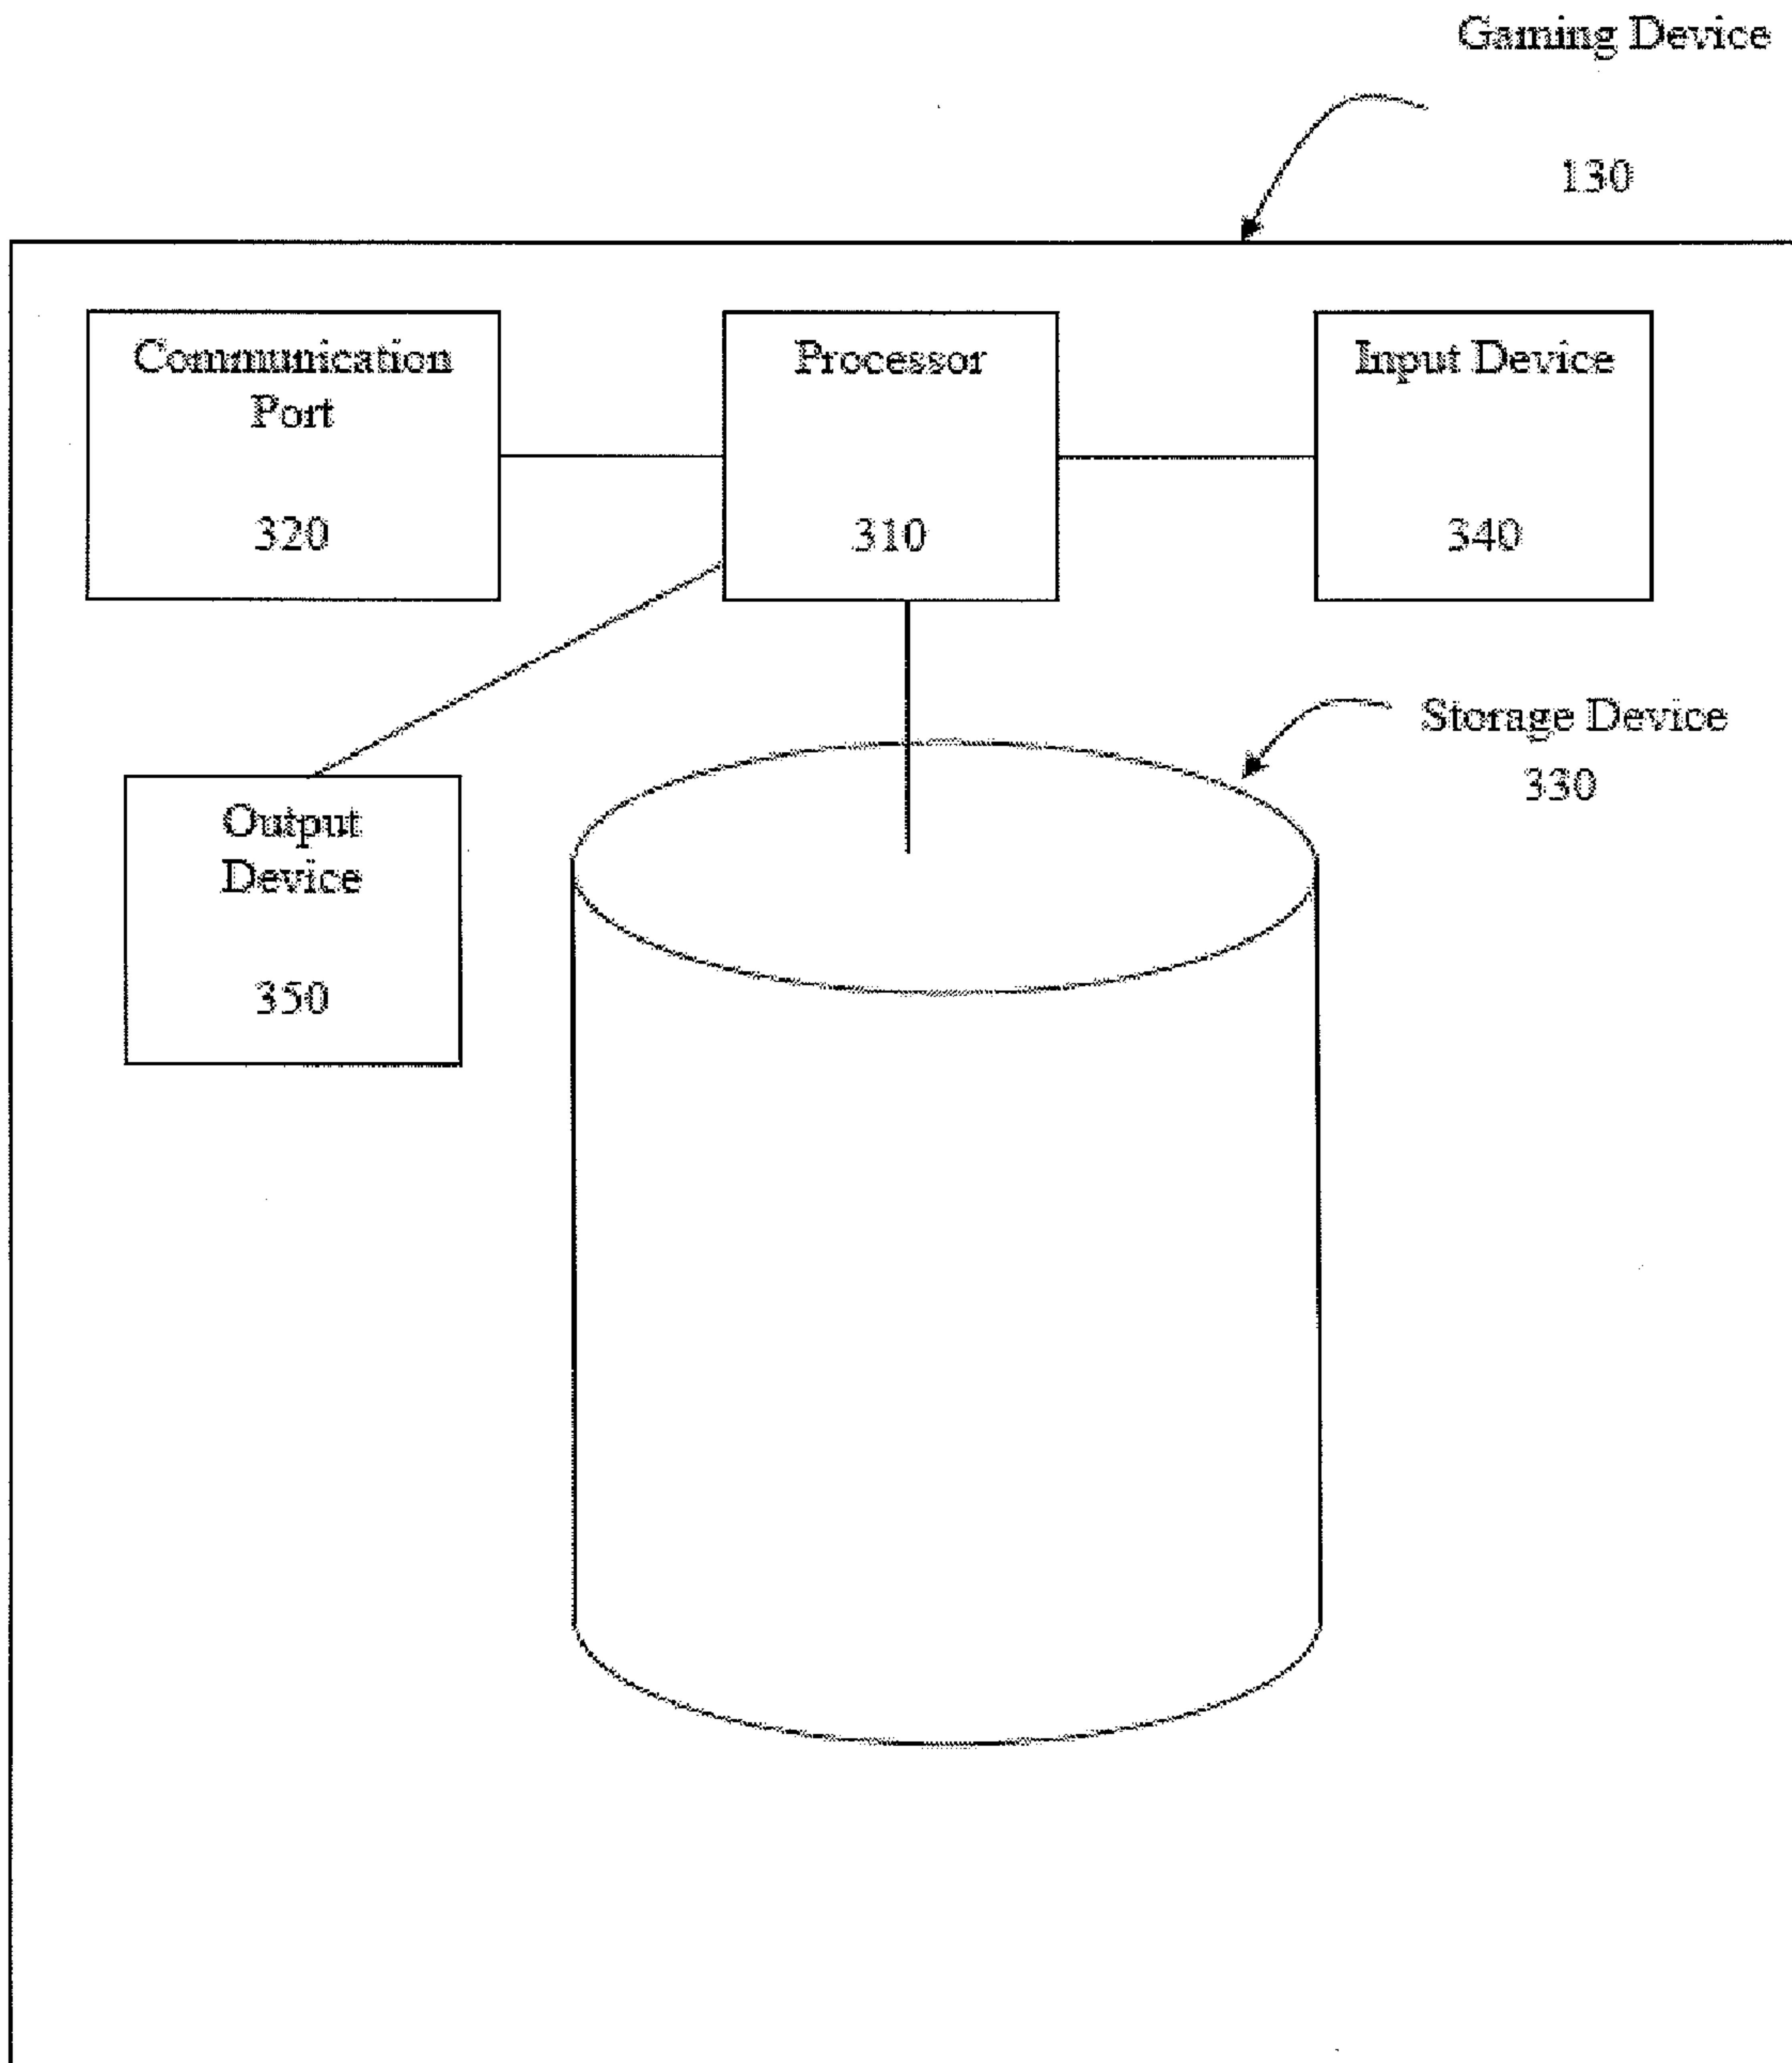 Gaming Device
130
Communication
Port
320
Processor
310
Input Device
340
Storage Device
330
Output
Device
350